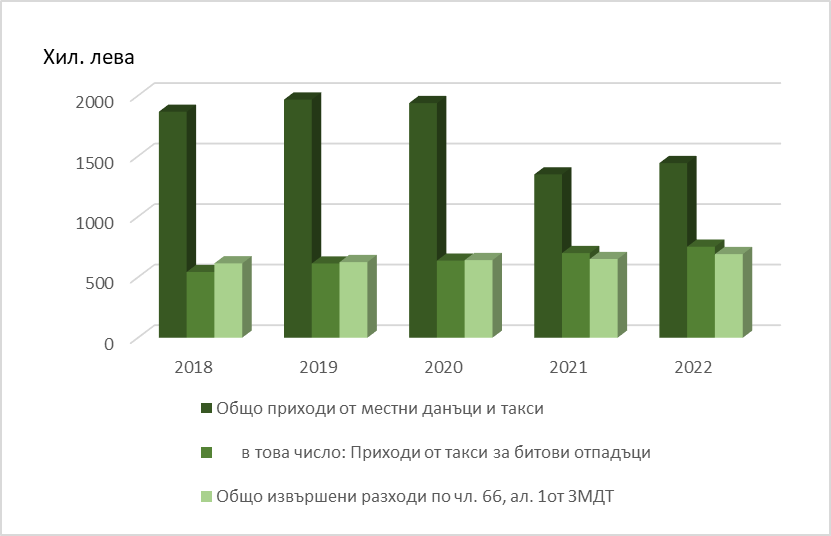 Хил. лева
2000
1500
1000
500
0
2018 2019 2020 2021 2022
Общо приходи от местни данъци и такси
в това число: Приходи от такси за битови отпадъци
Общо извършени разходи по чл. 66, ал. 1от ЗМДТ